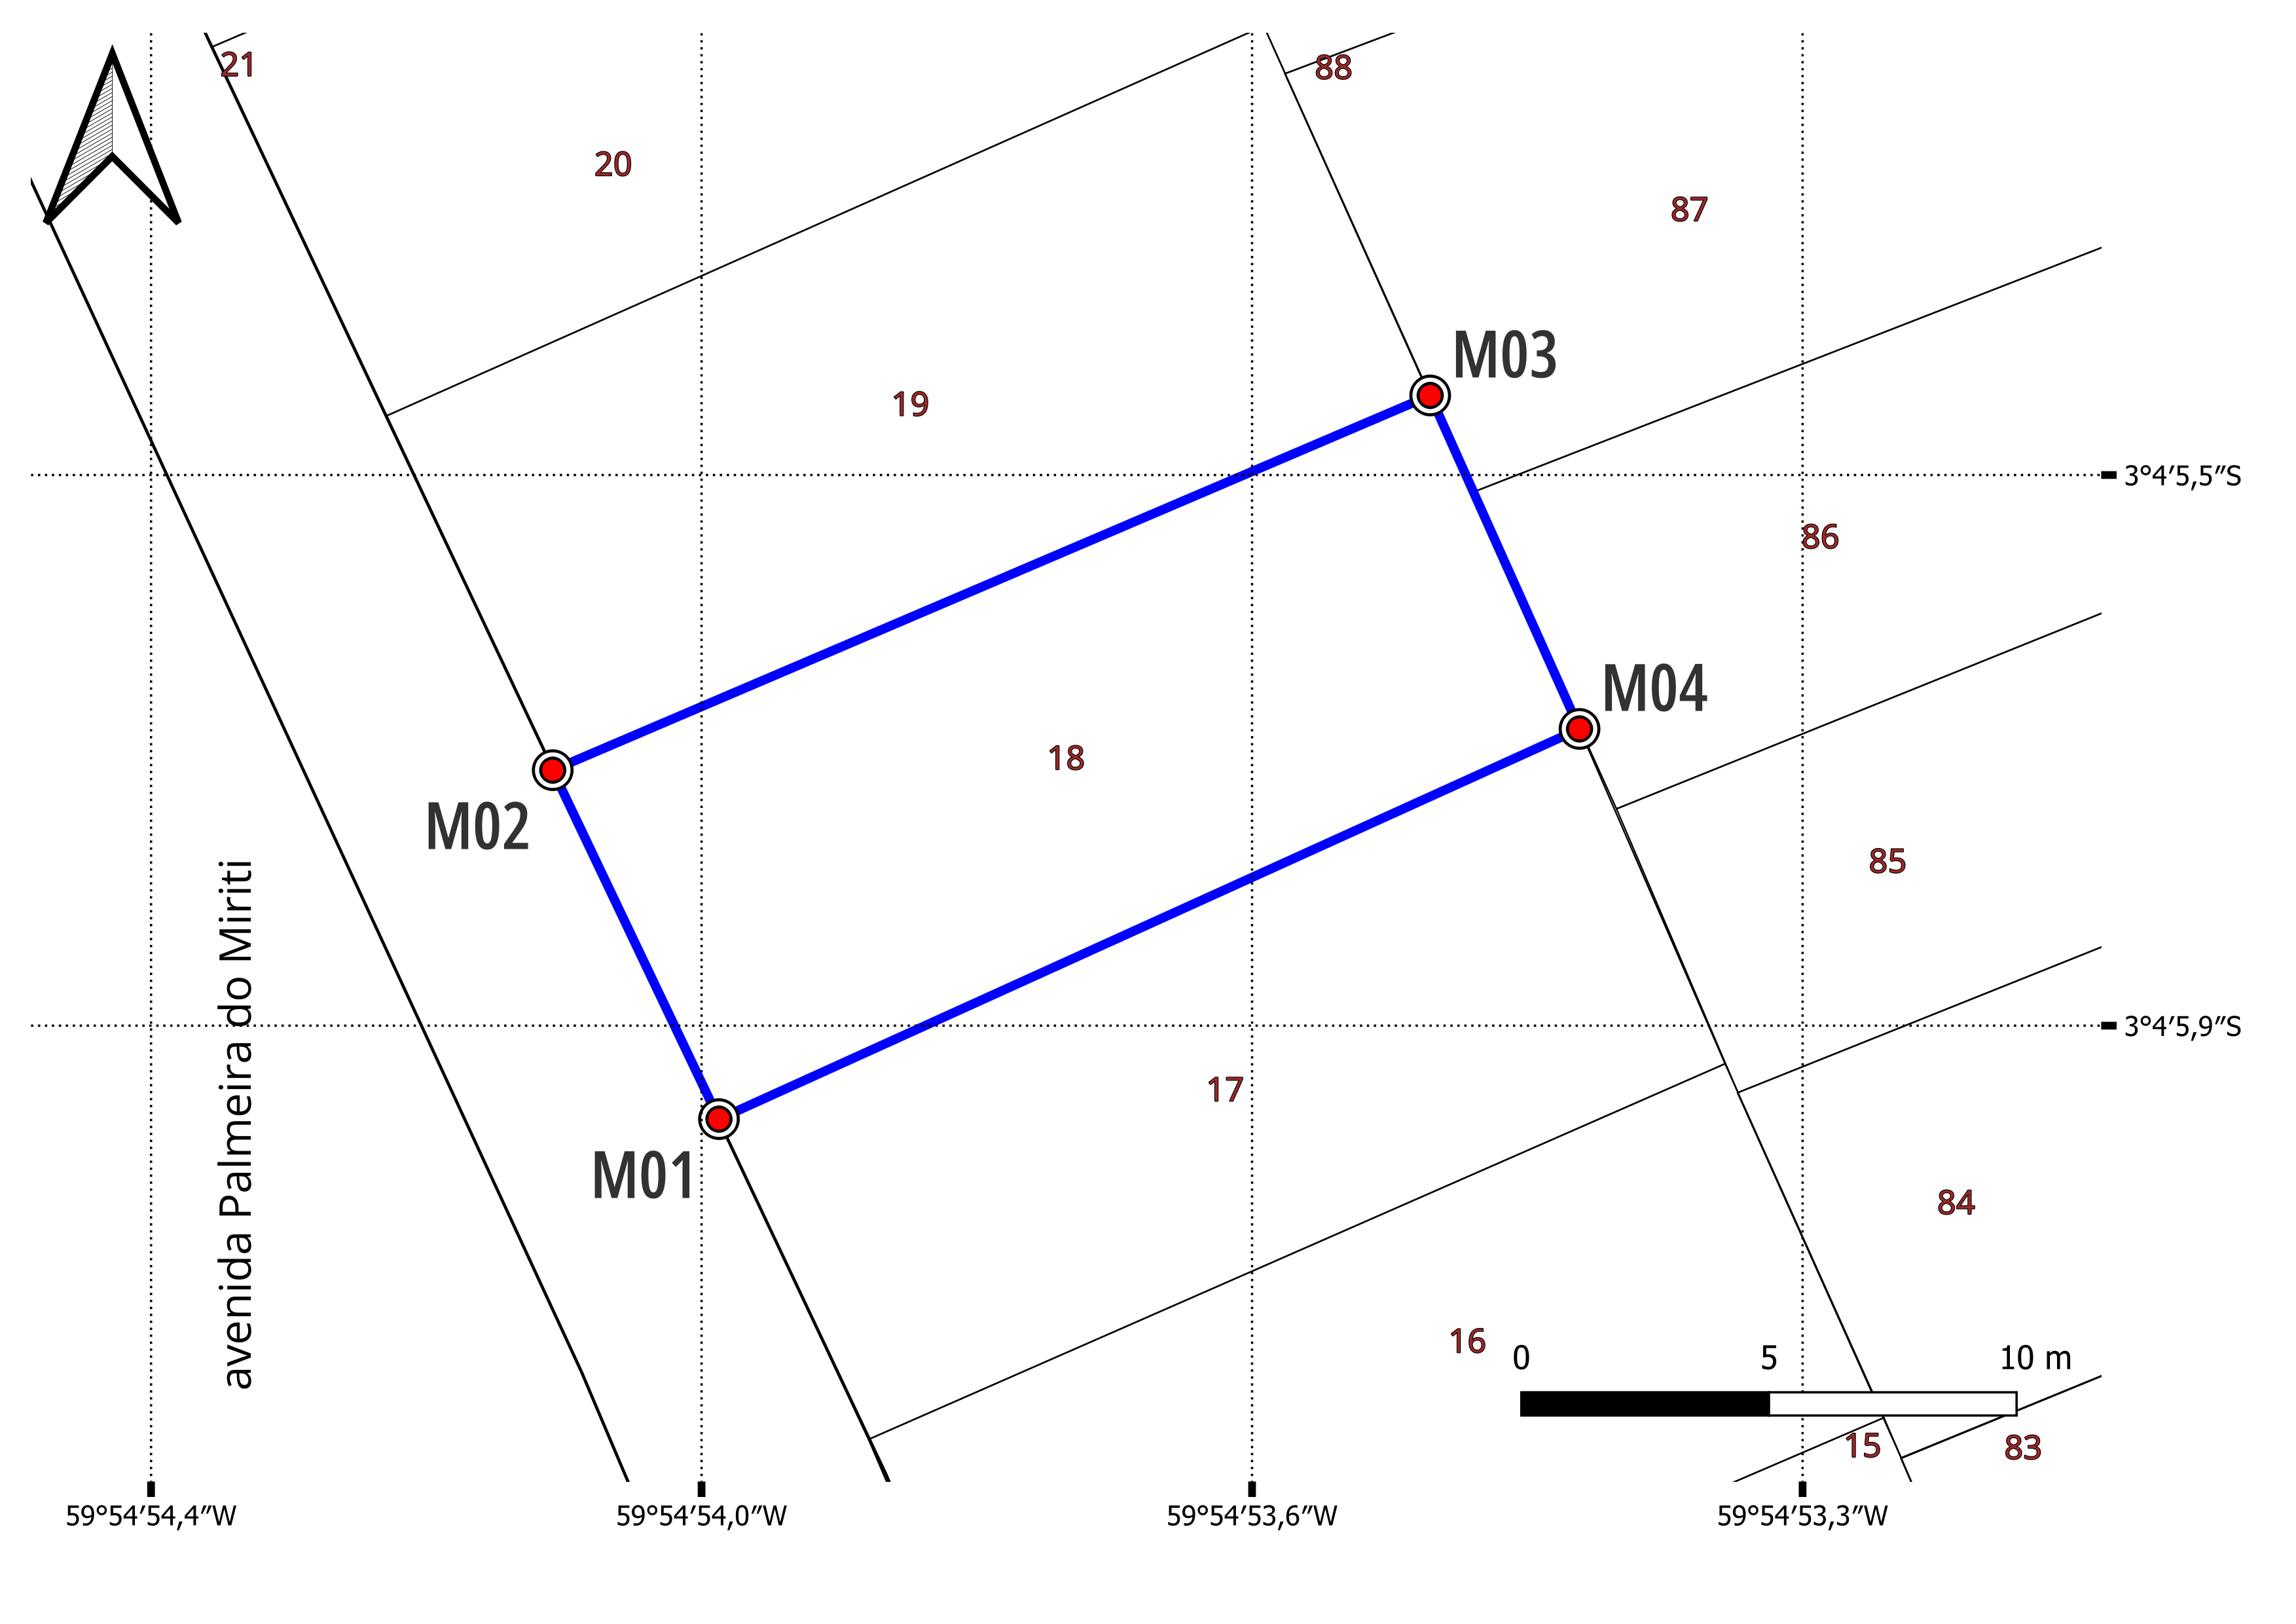 21
88
20
87
M03
19
3°4′5,5″S
86
M04
18
M02
85
avenida Palmeira do Miriti
3°4′5,9″S
17
M01
84
16
0 5 10 m
15
83
59°54′54,4″W
59°54′54,0″W
59°54′53,6″W
59°54′53,3″W